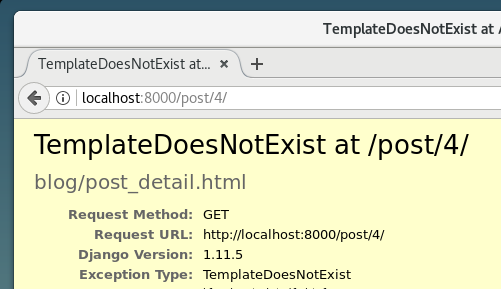 TemplateDoesNotExist at
TemplateDoesNotExist at... ×
localhost:8000/post/4/
TemplateDoesNotExist at /post/4/
blog/post_detail.html
Request Method: GET
Request URL: http://localhost:8000/post/4/
Django Version: 1.11.5
Exception Type: TemplateDoesNotExist